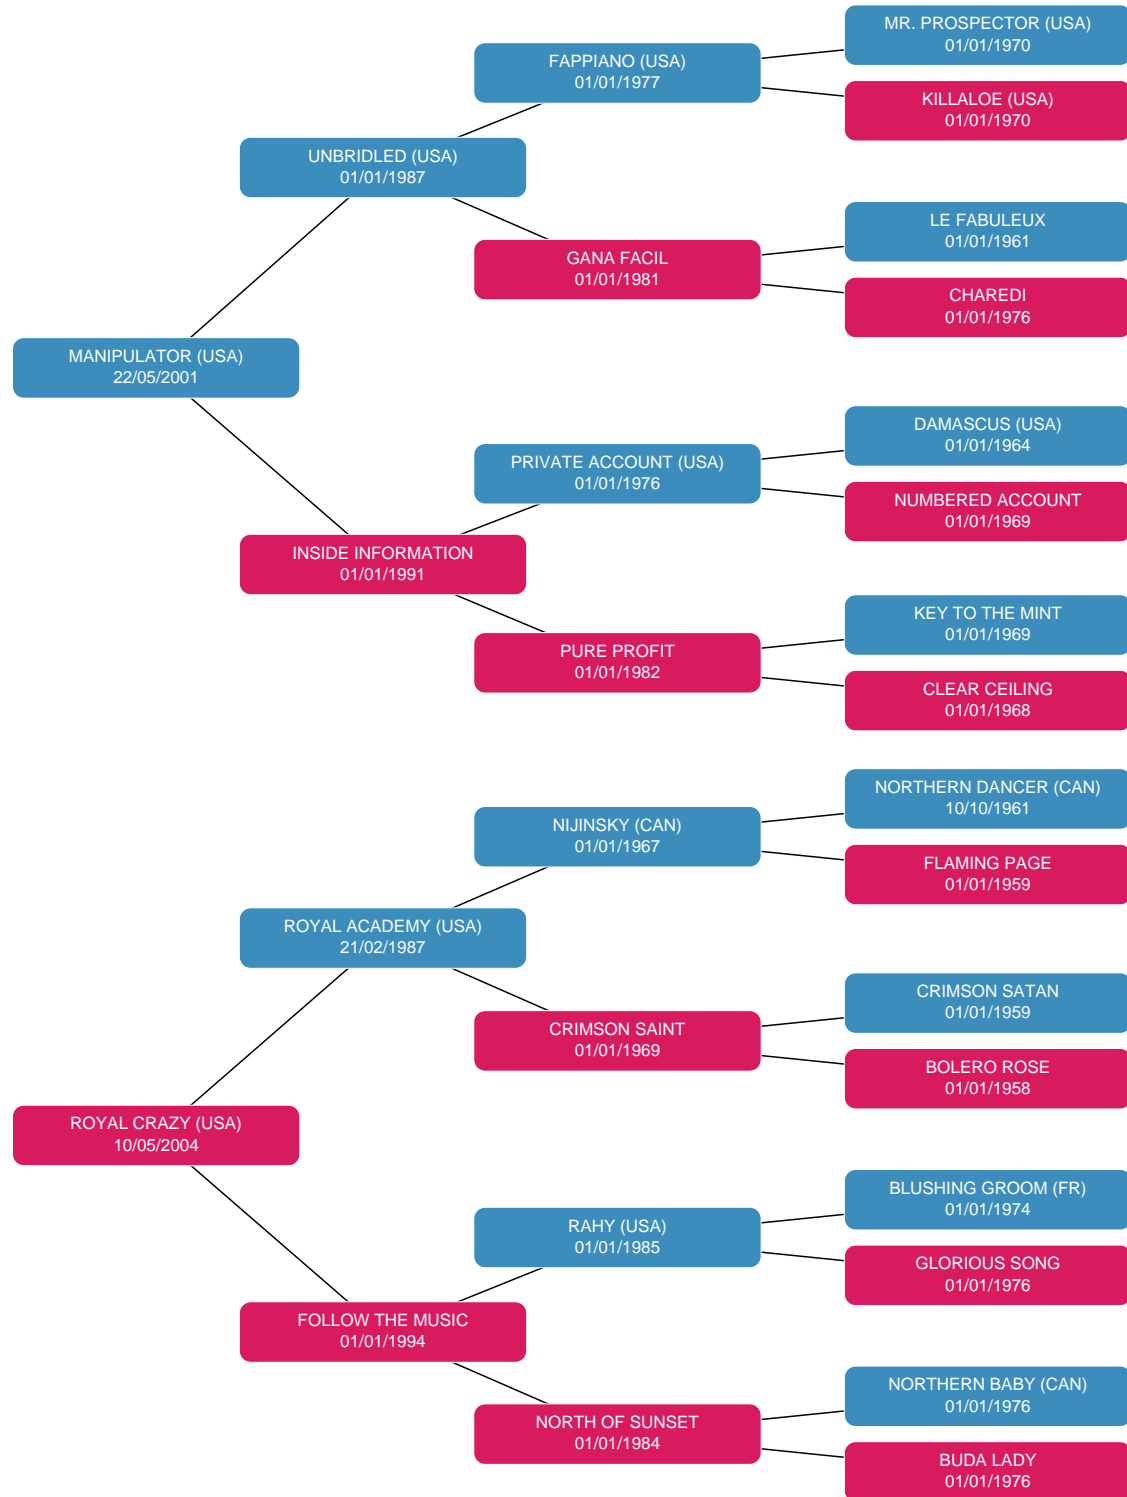 MR. PROSPECTOR (USA)
01/01/1970
FAPPIANO (USA)
01/01/1977
KILLALOE (USA)
01/01/1970
UNBRIDLED (USA)
01/01/1987
LE FABULEUX
01/01/1961
GANA FACIL
01/01/1981
CHAREDI
01/01/1976
MANIPULATOR (USA)
22/05/2001
DAMASCUS (USA)
01/01/1964
PRIVATE ACCOUNT (USA)
01/01/1976
NUMBERED ACCOUNT
01/01/1969
INSIDE INFORMATION
01/01/1991
KEY TO THE MINT
01/01/1969
PURE PROFIT
01/01/1982
CLEAR CEILING
01/01/1968
NORTHERN DANCER (CAN)
10/10/1961
NIJINSKY (CAN)
01/01/1967
FLAMING PAGE
01/01/1959
ROYAL ACADEMY (USA)
21/02/1987
CRIMSON SATAN
01/01/1959
CRIMSON SAINT
01/01/1969
BOLERO ROSE
01/01/1958
ROYAL CRAZY (USA)
10/05/2004
BLUSHING GROOM (FR)
01/01/1974
RAHY (USA)
01/01/1985
GLORIOUS SONG
01/01/1976
FOLLOW THE MUSIC
01/01/1994
NORTHERN BABY (CAN)
01/01/1976
NORTH OF SUNSET
01/01/1984
BUDA LADY
01/01/1976